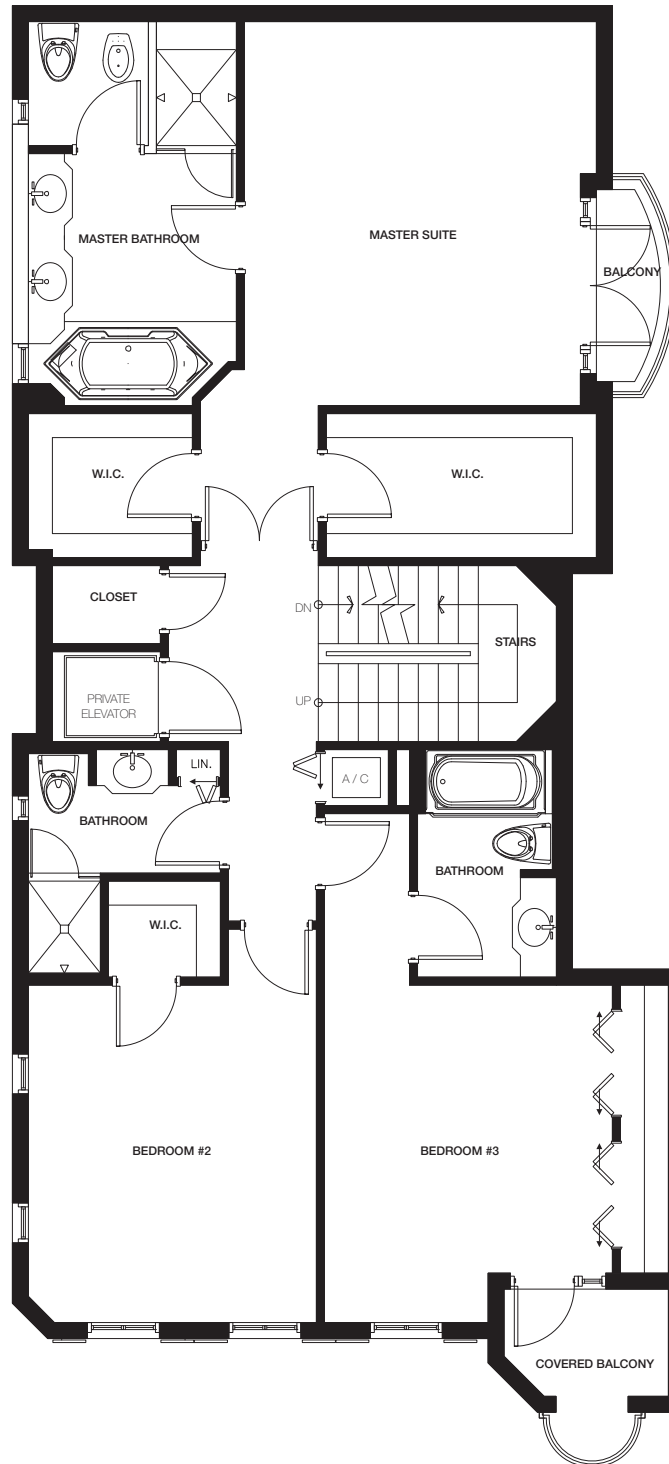 MASTER BATHROOM
MASTER SUITE
BALCONY
W.I.C.
W.I.C.
CLOSET
DN
STAIRS
PRIVATE
ELEVATOR
UP
LIN.
A / C
BATHROOM
BATHROOM
W.I.C.
BEDROOM #2
BEDROOM #3
COVERED BALCONY